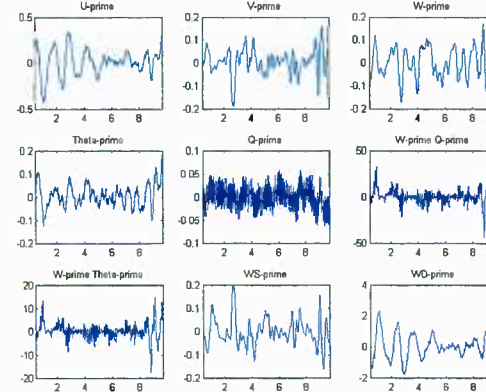 U-prime V-prime W-prime
0.5 0.2 0.2
0.1 0.1
0 0 0
-0.1 -0.1
-0.5 -0.2 -0.2
2 4 6 8 2 4 6 8 2 4 6 8
Theta-prime Q-prime W-prime Q-prime
0.2 0.1 50
0.1 0.05
0 0 0
-0.1 -0.05
-0.2 -0.1 -50
2 4 6 8 2 4 6 8 2 4 6 8
W-prime Theta-prime WS-prime WD-prime
20 0.2 4
10 0.1 2
0 0 0
-10 -0.1
-20 -0.2 -2
2 4 6 8 2 4 6 8 2 4 6 8